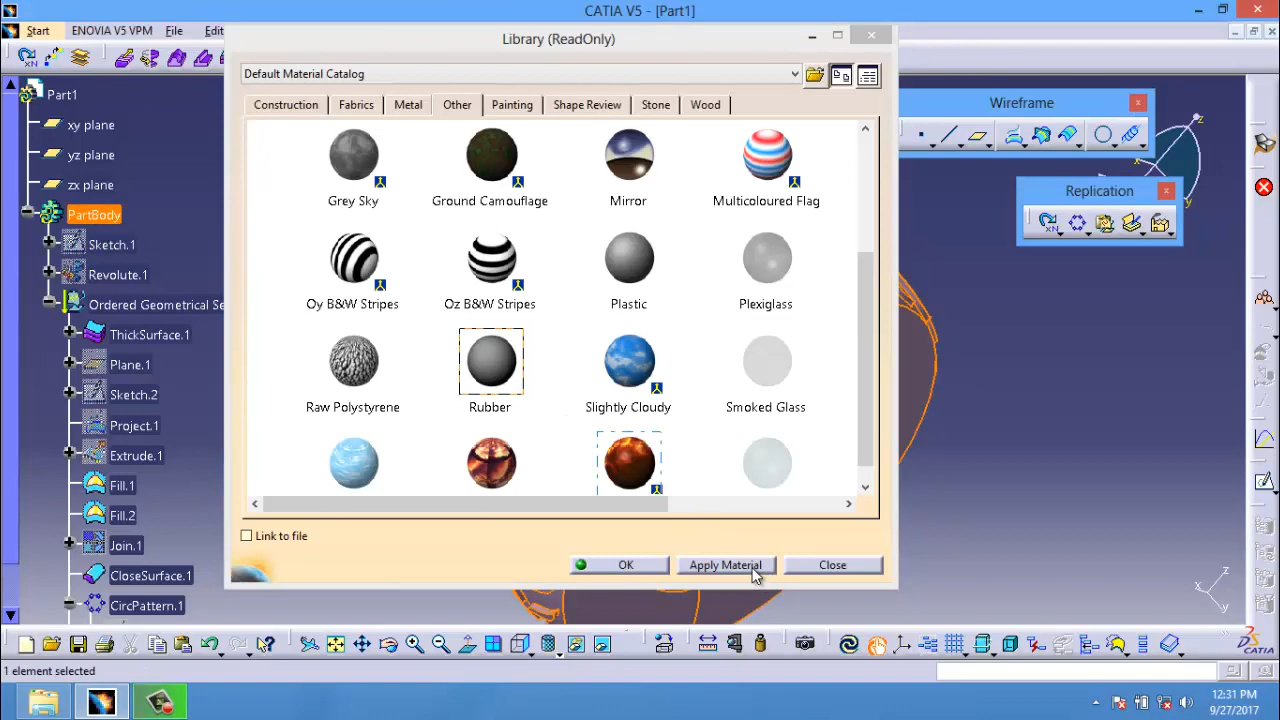 CATIA V5 - [Part1]
Start
ENOVIA V5 VPM
File
Edi
Library (ReadOnly)
Default Material Catalog
Construction
Fabrics
Metal
Other
Painting
Shape Review
Stone
Wood
Grey Sky
Ground Camouflage
Mirror
Multicoloured Flag
Oy B&W Stripes
Oz B&W Stripes
Plastic
Plexiglass
Raw Polystyrene
Rubber
Slightly Cloudy
Smoked Glass
Link to file
OK
Apply Material
Close
Part1
xy plane
yz plane
zx plane
PartBody
Sketch.1
Revolute.1
Ordered Geometrical Se
ThickSurface.1
Plane.1
Sketch.2
Project.1
Extrude.1
Fill.1
Fill.2
Join.1
CloseSurface.1
CircPattern.1
Wireframe
Replication
z
x
y
z
x
y
CATIA
1 element selected
12:31 PM
9/27/2017